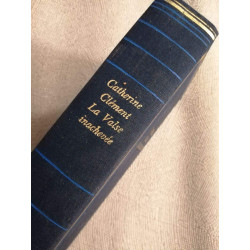 Catherine
Clément
La Valse
inachevée